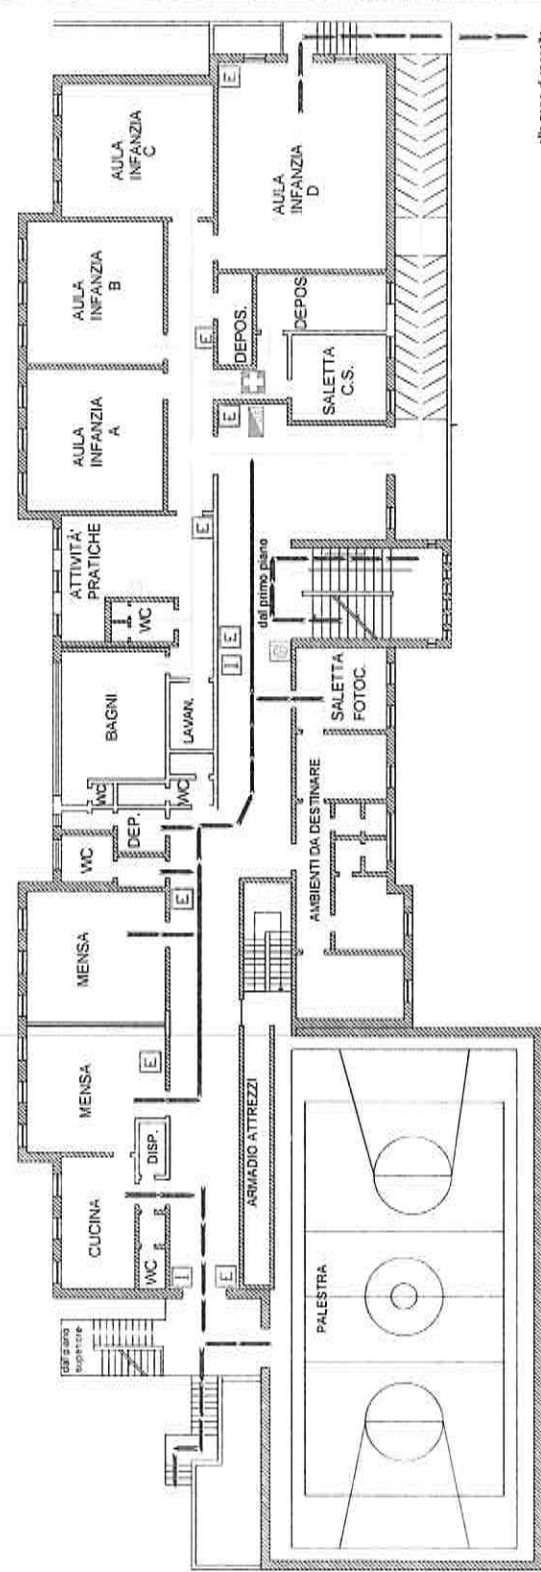 AULA
INFANZIA
C
AULA
INFANZIA
B
AULA
INFANZIA
A
AULA
INFANZIA
D
E
E
E
E
I E
DEPOS.
DEPOS.
SALETTA
C.S.
ATTIVITA'
PRATICHE
WC
BAGNI
LAVAN.
WC
WC
DEP.
WC
dal primo piano
SALETTA
FOTOC.
AMBIENTI DA DESTINARE
MENSA
E
MENSA
E
DISP.
CUCINA
WC
I
E
ARMADIO ATTREZZI
PALESTRA
dal piano
superiore